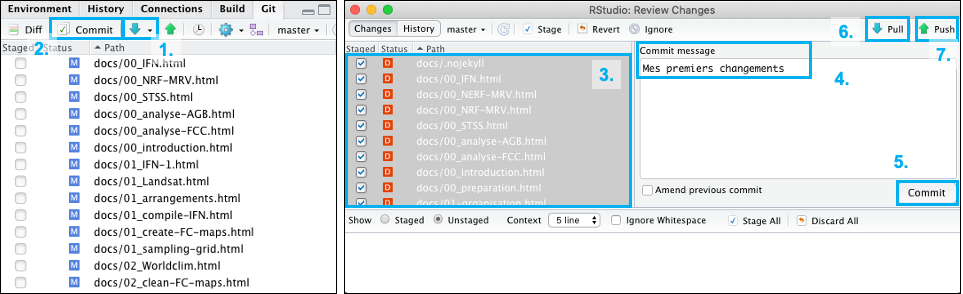 Environment History Connections Build Git
Diff Commit master
2. 1.
Staged Status Path
M docs/00_IFN.html
M docs/00_NRF-MRV.html
M docs/00_STSS.html
M docs/00_analyse-AGB.html
M docs/00_analyse-FCC.html
M docs/00_introduction.html
M docs/01_IFN-1.html
M docs/01_Landsat.html
M docs/01_arrangements.html
M docs/01_compile-IFN.html
M docs/01_create-FC-maps.html
M docs/01_sampling-grid.html
M docs/02_Worldclim.html
M docs/02_clean-FC-maps.html
RStudio: Review Changes
Changes History master Stage Revert Ignore 6. Pull Push
7.
Staged Status Path
D docs/.nojekyll
D docs/00_IFN.html
D docs/00_NERF-MRV.html
D docs/00_NRF-MRV.html
D docs/00_STSS.html
D docs/00_analyse-AGB.html
D docs/00_analyse-FCC.html
D docs/00_introduction.html
D docs/00_preparation.html
D docs/01-organisation.html
3.
Commit message
Mes premiers changements
4.
5.
Amend previous commit Commit
Show Staged Unstaged Context 5 line Ignore Whitespace Stage All Discard All